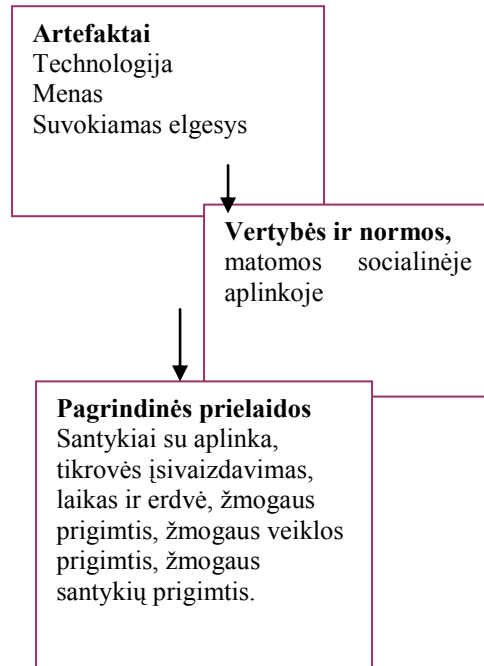 Artefaktai
Technologija
Menas
Suvokiamas elgesys
Vertybės ir normos,
matomos socialinėje
aplinkoje
Pagrindinės prielaidos
Santykiai su aplinka,
tikrovės įsivaizdavimas,
laikas ir erdvė, žmogaus
prigimtis, žmogaus veiklos
prigimtis, žmogaus
santykių prigimtis.